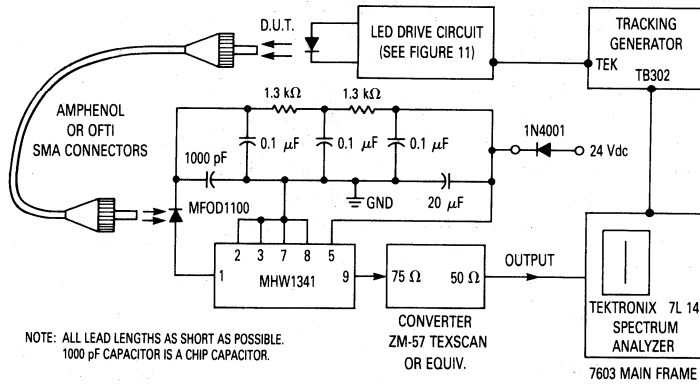 D.U.T.
LED DRIVE CIRCUIT
(SEE FIGURE 11)
TRACKING
GENERATOR
TEK
TB302
AMPHENOL
OR OFTI
SMA CONNECTORS
1.3 kΩ
1.3 kΩ
0.1 μF
0.1 μF
0.1 μF
1N4001
24 Vdc
1000 pF
GND
20 μF
MFOD1100
2
3
7
8
5
1
MHW1341
9
75 Ω
50 Ω
OUTPUT
CONVERTER
ZM-57 TEXSCAN
OR EQUIV.
TEKTRONIX 7L 14
SPECTRUM
ANALYZER
7603 MAIN FRAME
NOTE: ALL LEAD LENGTHS AS SHORT AS POSSIBLE.
1000 pF CAPACITOR IS A CHIP CAPACITOR.